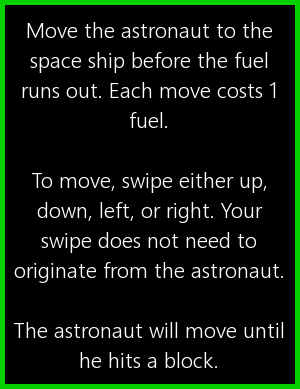 Move the astronaut to the
space ship before the fuel
runs out. Each move costs 1
fuel.
To move, swipe either up,
down, left, or right. Your
swipe does not need to
originate from the astronaut.
The astronaut will move until
he hits a block.